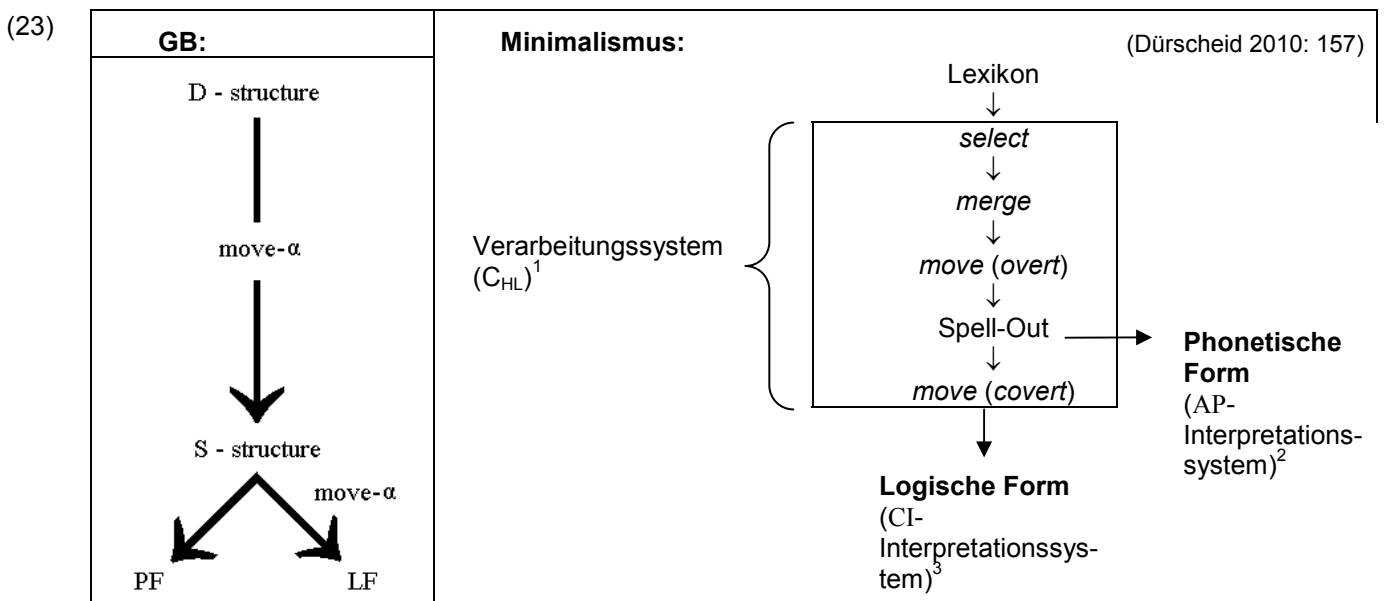 (23)
GB:
D - structure
move-α
S - structure
move-α
PF LF
Minimalismus:
(Dürscheid 2010: 157)
Lexikon
↓
select
↓
merge
↓
move (overt)
↓
Spell-Out
↓
move (covert)
Verarbeitungssystem
(C_HL)¹
Phonetische
Form
(AP-
Interpretations-
system)²
Logische Form
(CI-
Interpretationssys-
tem)³